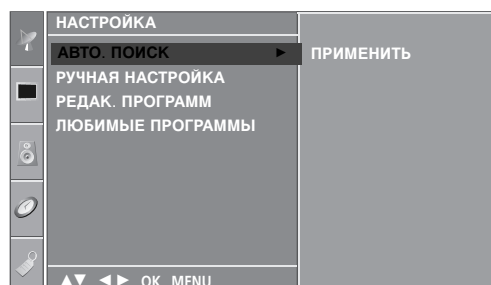 НАСТРОЙКА
АВТО. ПОИСК ► ПРИМЕНИТЬ
РУЧНАЯ НАСТРОЙКА
РЕДАК. ПРОГРАММ
ЛЮБИМЫЕ ПРОГРАММЫ
▲▼ ◄► OK MENU